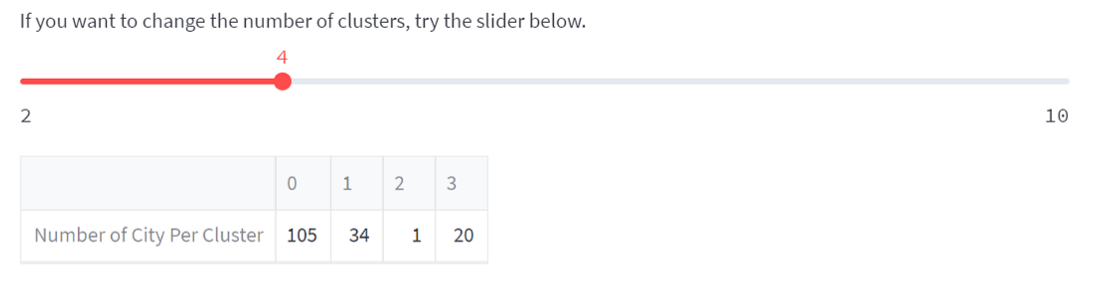 If you want to change the number of clusters, try the slider below.
4
2 10
0 1 2 3
Number of City Per Cluster 105 34 1 20